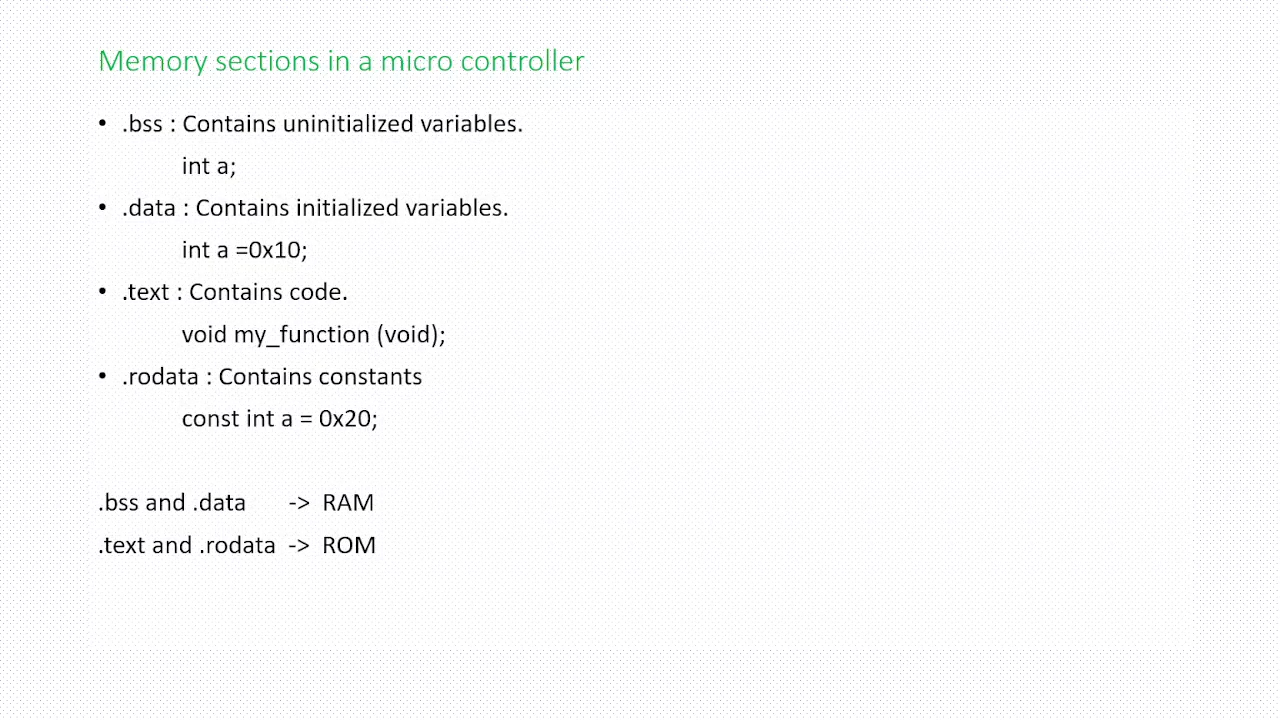 Memory sections in a micro controller
• .bss : Contains uninitialized variables.
int a;
• .data : Contains initialized variables.
int a =0x10;
• .text : Contains code.
void my_function (void);
• .rodata : Contains constants
const int a = 0x20;
.bss and .data -> RAM
.text and .rodata -> ROM